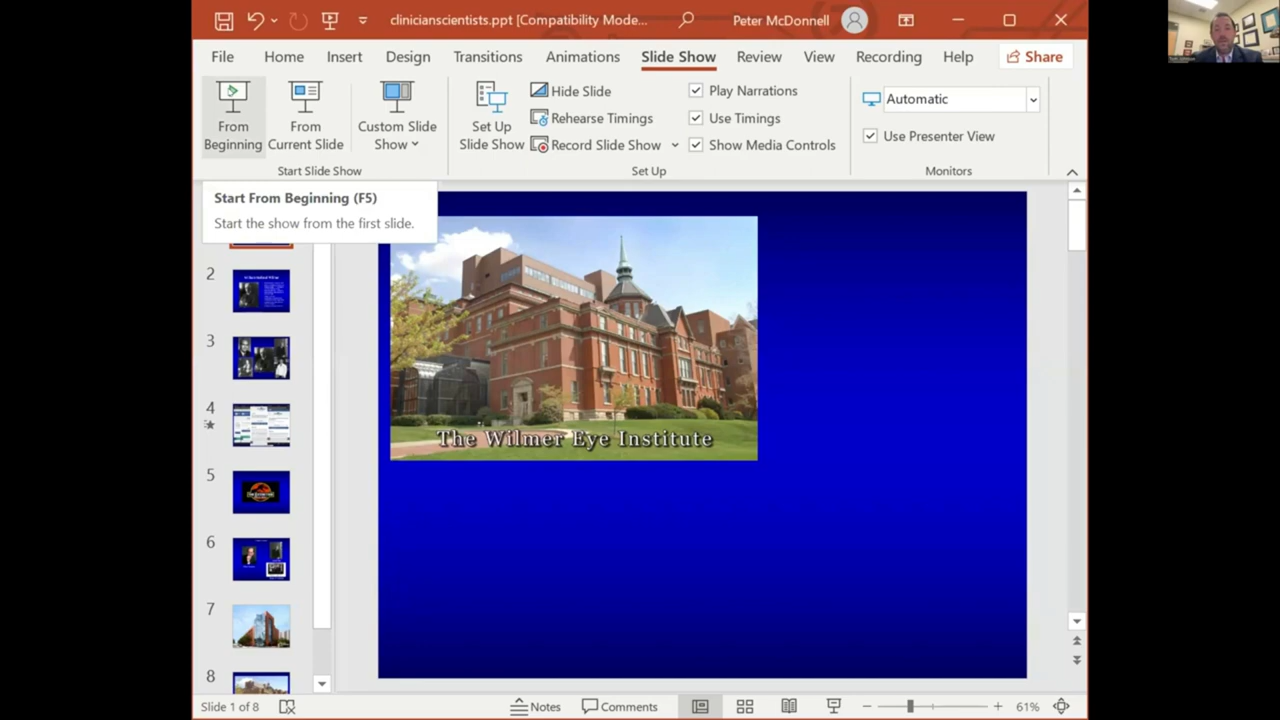 clinicianscientists.ppt [Compatibility Mode...
Peter McDonnell
File Home Insert Design Transitions Animations Slide Show Review View Recording Help Share
From Beginning
From Current Slide
Custom Slide Show
Set Up Slide Show
Hide Slide
Rehearse Timings
Record Slide Show
Play Narrations
Use Timings
Show Media Controls
Automatic
Use Presenter View
Start Slide Show
Set Up
Monitors
Start From Beginning (F5)
Start the show from the first slide.
2
3
4
5
6
7
8
The Wilmer Eye Institute
Slide 1 of 8
Notes
Comments
61%